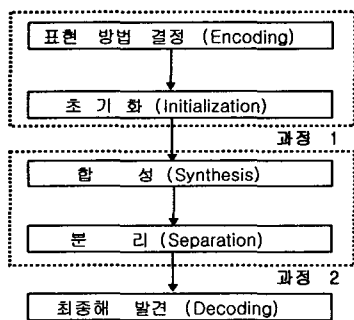 표현 방법 결정 (Encoding)
초 기 화 (Initialization)
과정 1
합 성 (Synthesis)
분 리 (Separation)
과정 2
최종해 발견 (Decoding)